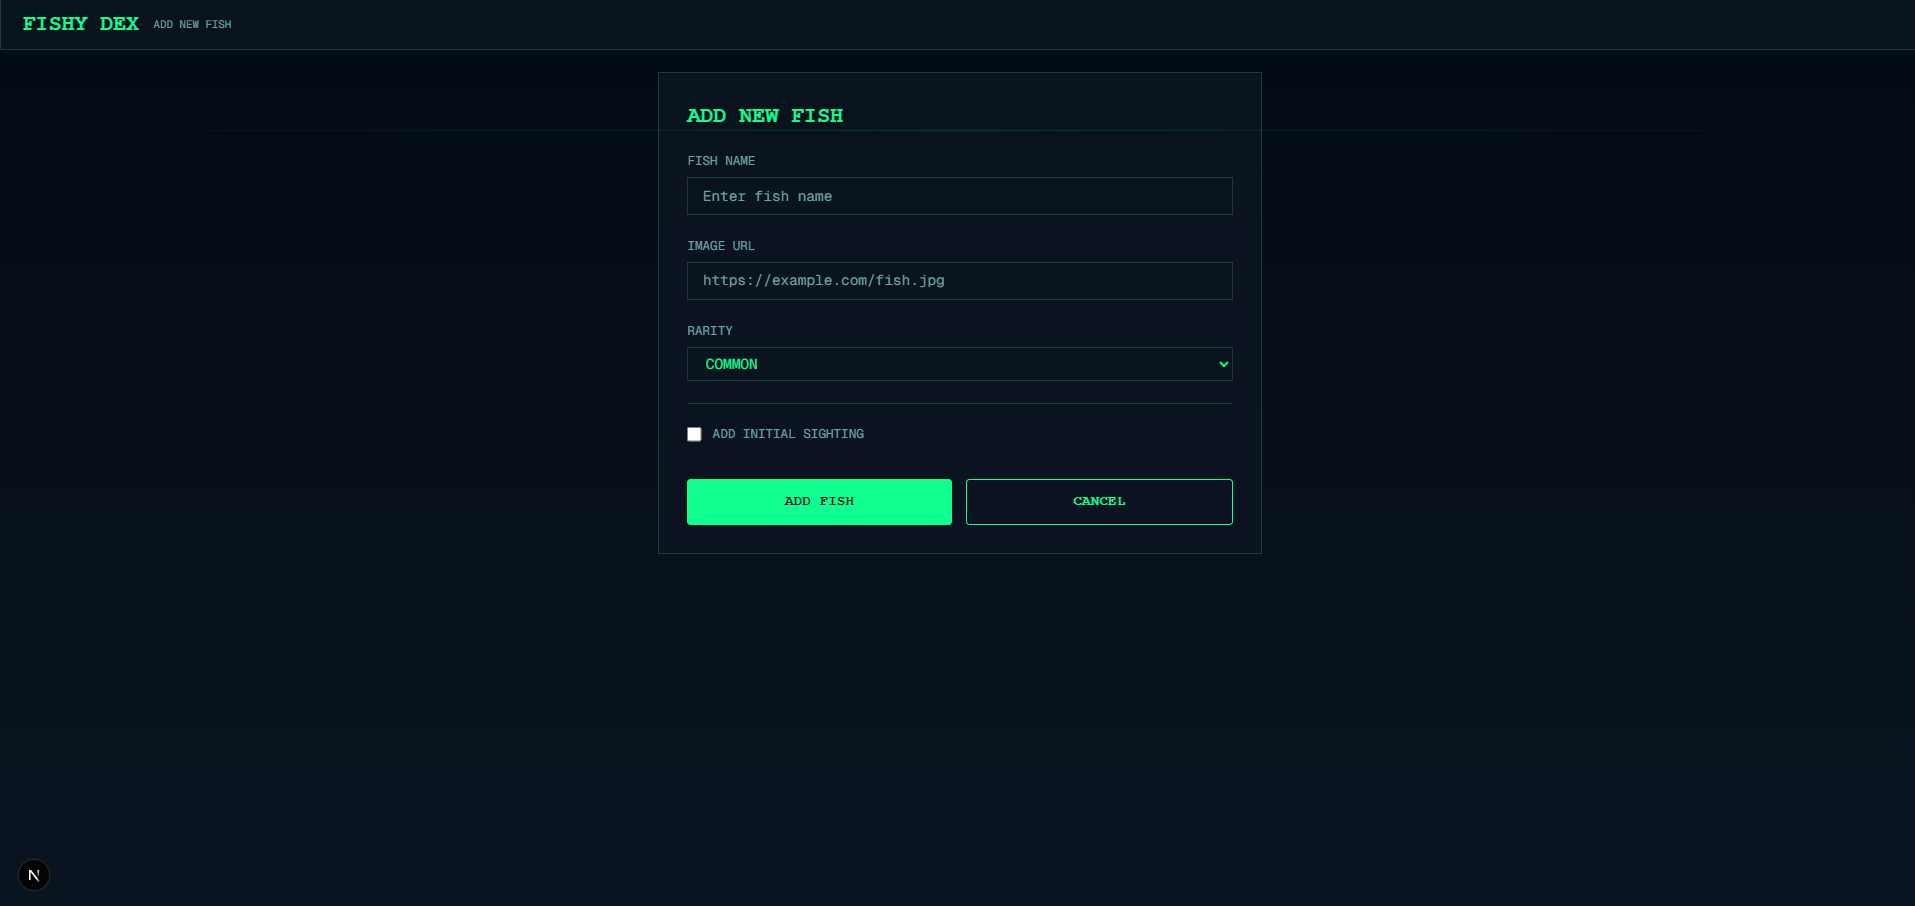 FISHY DEX ADD NEW FISH
ADD NEW FISH
FISH NAME
Enter fish name
IMAGE URL
https://example.com/fish.jpg
RARITY
COMMON
ADD INITIAL SIGHTING
ADD FISH CANCEL
N